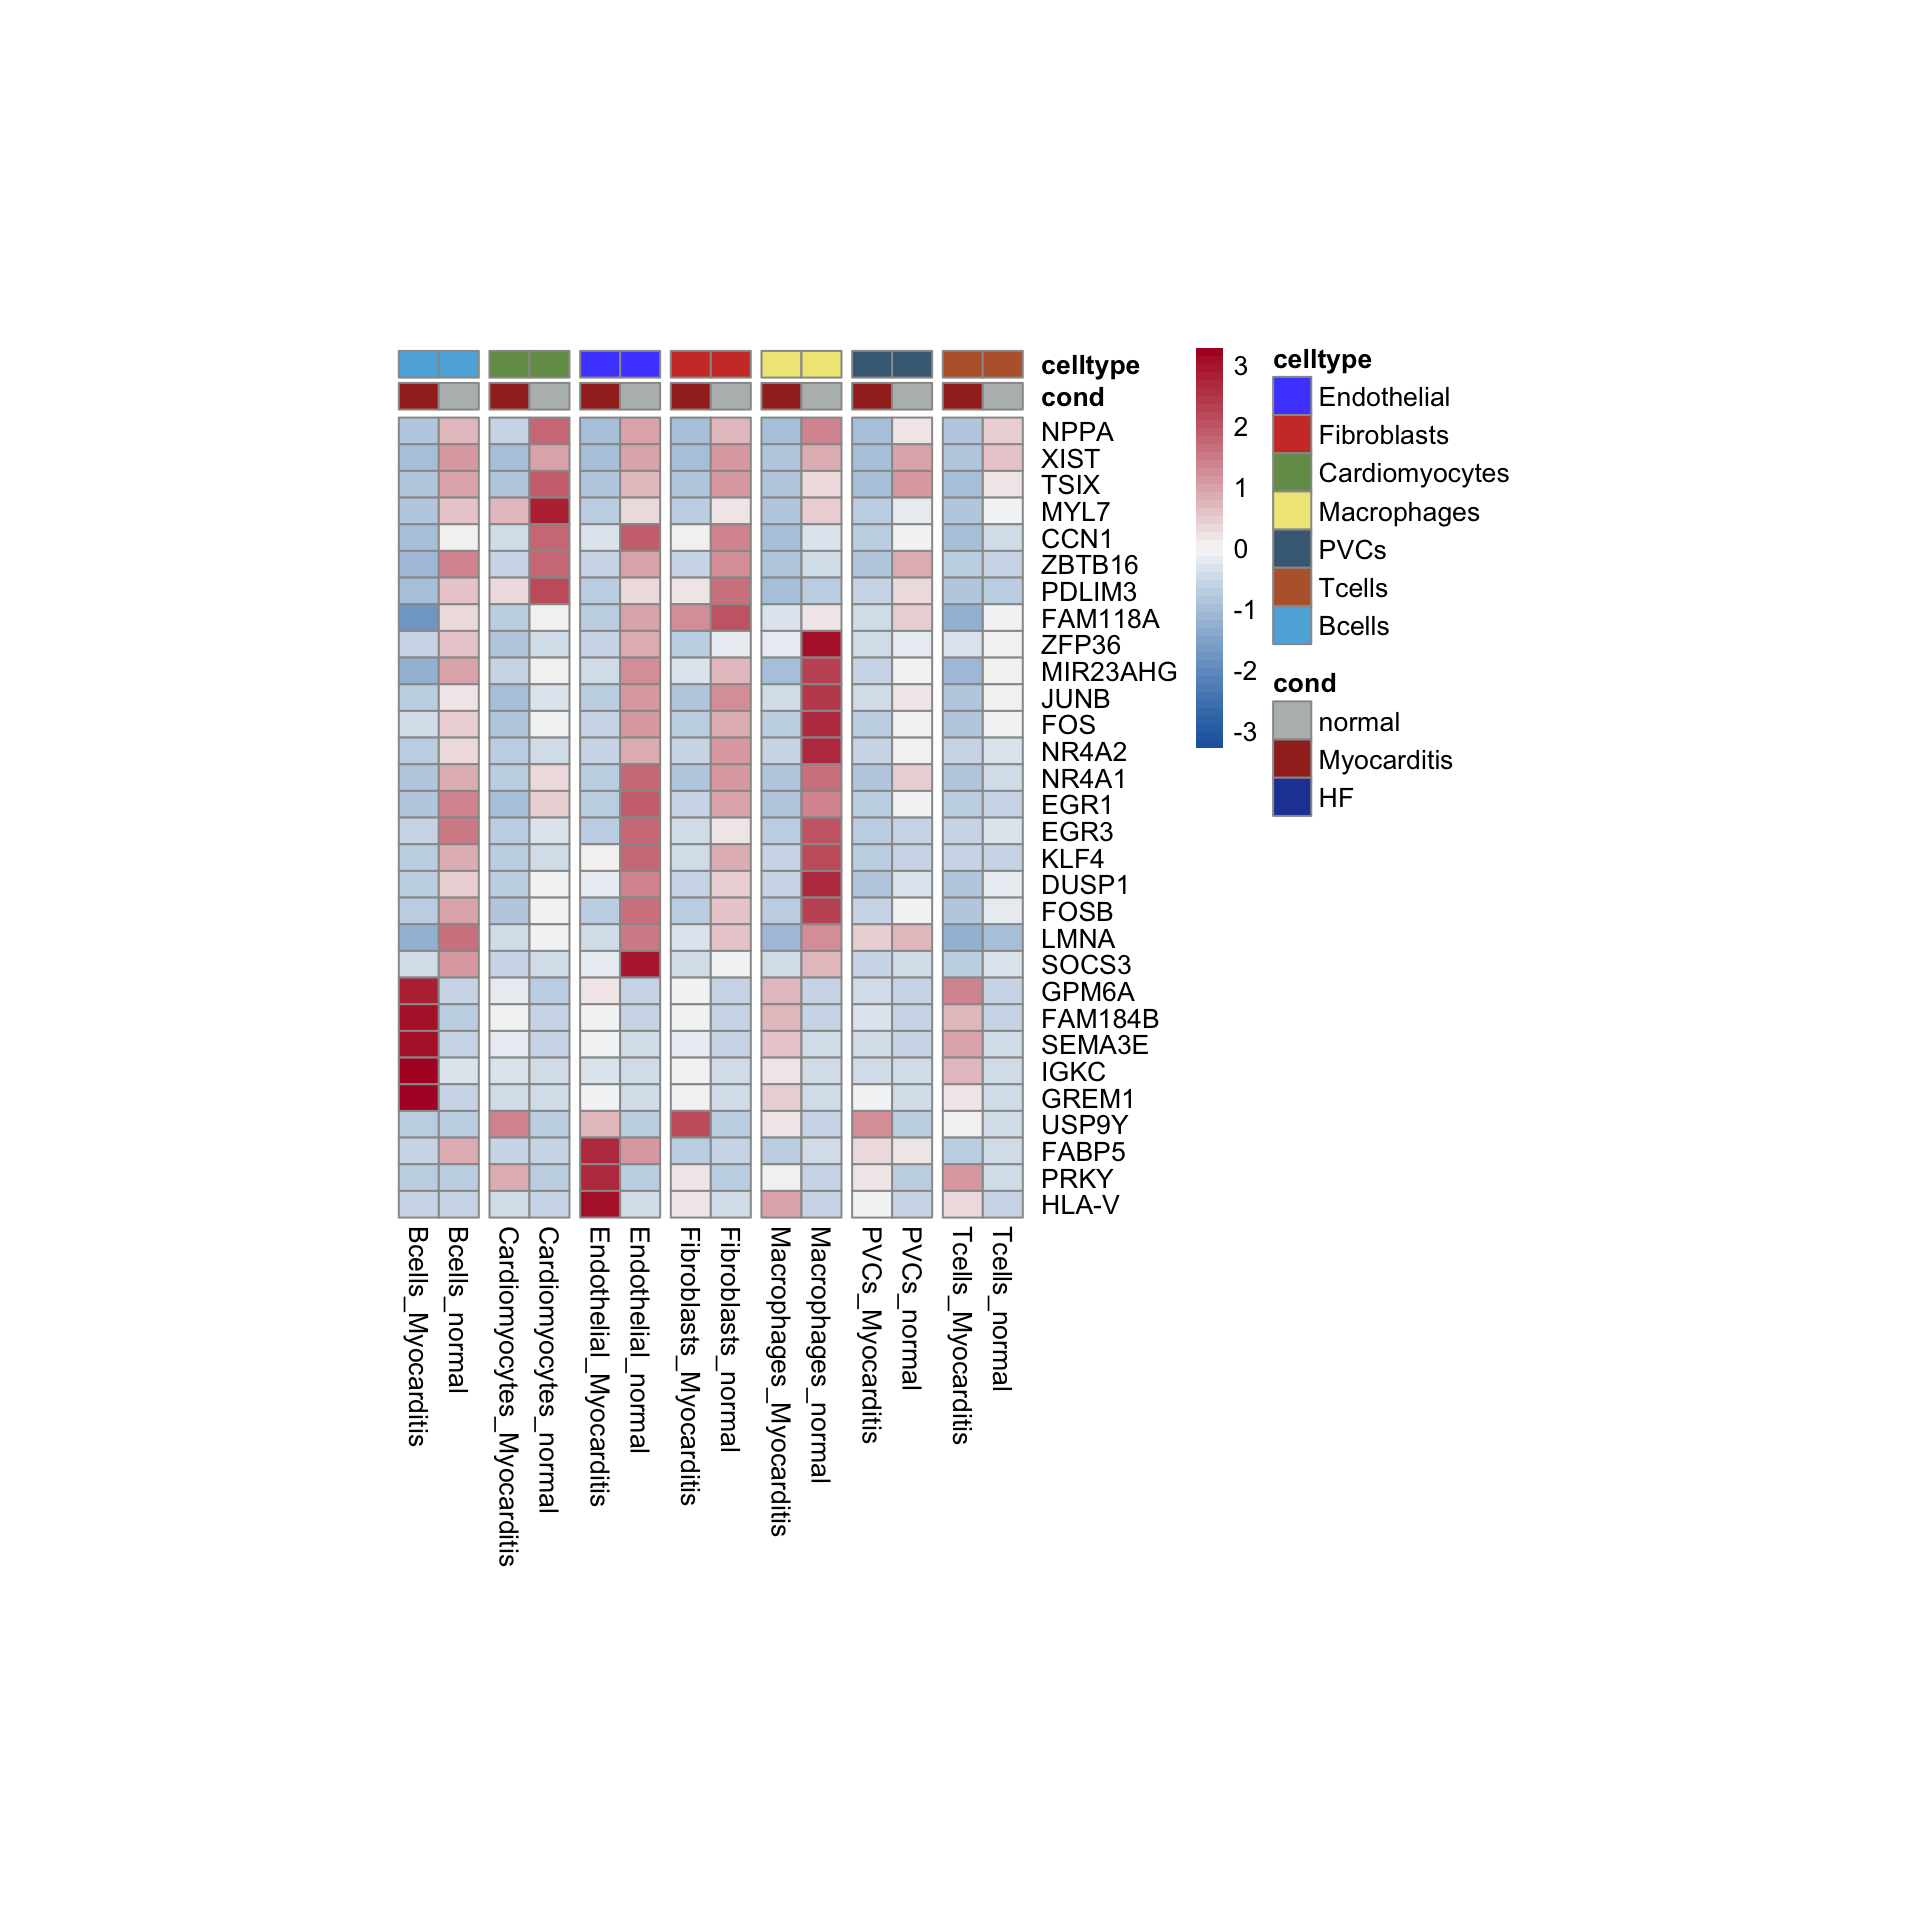 celltype
cond
NPPA
XIST
TSIX
MYL7
CCN1
ZBTB16
PDLIM3
FAM118A
ZFP36
MIR23AHG
JUNB
FOS
NR4A2
NR4A1
EGR1
EGR3
KLF4
DUSP1
FOSB
LMNA
SOCS3
GPM6A
FAM184B
SEMA3E
IGKC
GREM1
USP9Y
FABP5
PRKY
HLA-V
Bcells_Myocarditis
Bcells_normal
Cardiomyocytes_Myocarditis
Cardiomyocytes_normal
Endothelial_Myocarditis
Endothelial_normal
Fibroblasts_Myocarditis
Fibroblasts_normal
Macrophages_Myocarditis
Macrophages_normal
PVCs_Myocarditis
PVCs_normal
Tcells_Myocarditis
Tcells_normal
3
2
1
0
-1
-2
-3
celltype
Endothelial
Fibroblasts
Cardiomyocytes
Macrophages
PVCs
Tcells
Bcells
cond
normal
Myocarditis
HF